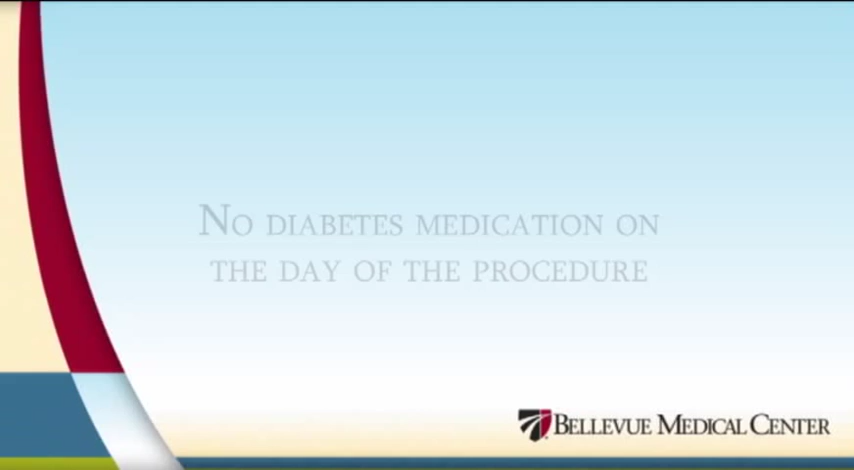 No diabetes medication on
the day of the procedure
Bellevue Medical Center